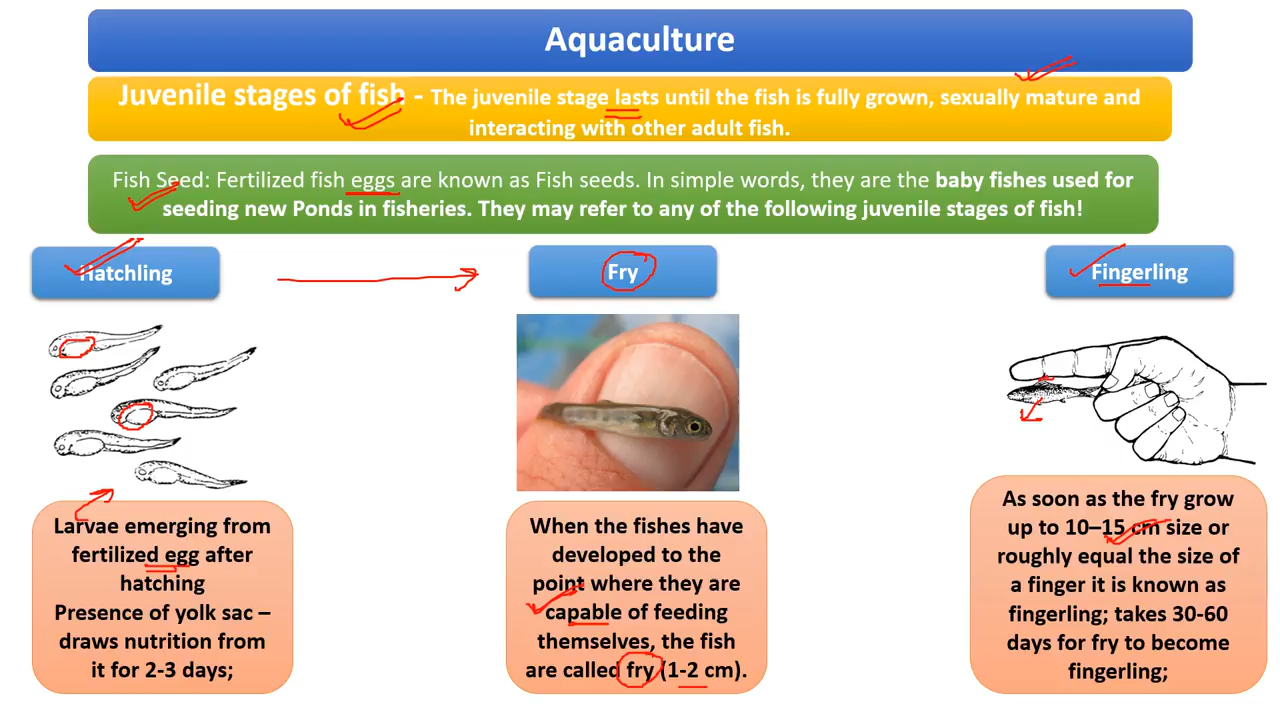 Aquaculture
Juvenile stages of fish - The juvenile stage lasts until the fish is fully grown, sexually mature and
interacting with other adult fish.
Fish Seed: Fertilized fish eggs are known as Fish seeds. In simple words, they are the baby fishes used for
seeding new Ponds in fisheries. They may refer to any of the following juvenile stages of fish!
Hatchling
Fry
Fingerling
Larvae emerging from
fertilized egg after
hatching
Presence of yolk sac –
draws nutrition from
it for 2-3 days;
When the fishes have
developed to the
point where they are
capable of feeding
themselves, the fish
are called fry (1-2 cm).
As soon as the fry grow
up to 10–15 cm size or
roughly equal the size of
a finger it is known as
fingerling; takes 30-60
days for fry to become
fingerling;